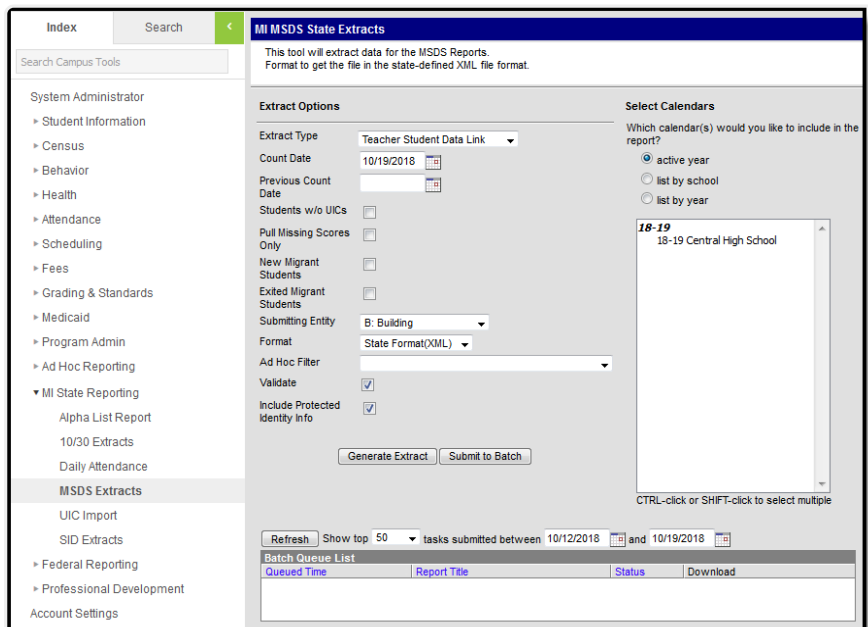 Index
Search
<
Search Campus Tools
System Administrator
Student Information
Census
Behavior
Health
Attendance
Scheduling
Fees
Grading & Standards
Medicaid
Program Admin
Ad Hoc Reporting
MI State Reporting
Alpha List Report
10/30 Extracts
Daily Attendance
MSDS Extracts
UIC Import
SID Extracts
Federal Reporting
Professional Development
Account Settings
MI MSDS State Extracts
This tool will extract data for the MSDS Reports.
Format to get the file in the state-defined XML file format.
Extract Options
Extract Type Teacher Student Data Link
Count Date 10/19/2018
Previous Count
Date
Students w/o UICs
Pull Missing Scores
Only
New Migrant
Students
Exited Migrant
Students
Submitting Entity B: Building
Format State Format(XML)
Ad Hoc Filter
Validate
Include Protected
Identity Info
Generate Extract Submit to Batch
Select Calendars
Which calendar(s) would you like to include in the
report?
active year
list by school
list by year
18-19
18-19 Central High School
CTRL-click or SHIFT-click to select multiple
Refresh Show top 50 tasks submitted between 10/12/2018 and 10/19/2018
Batch Queue List
Queued Time Report Title Status Download